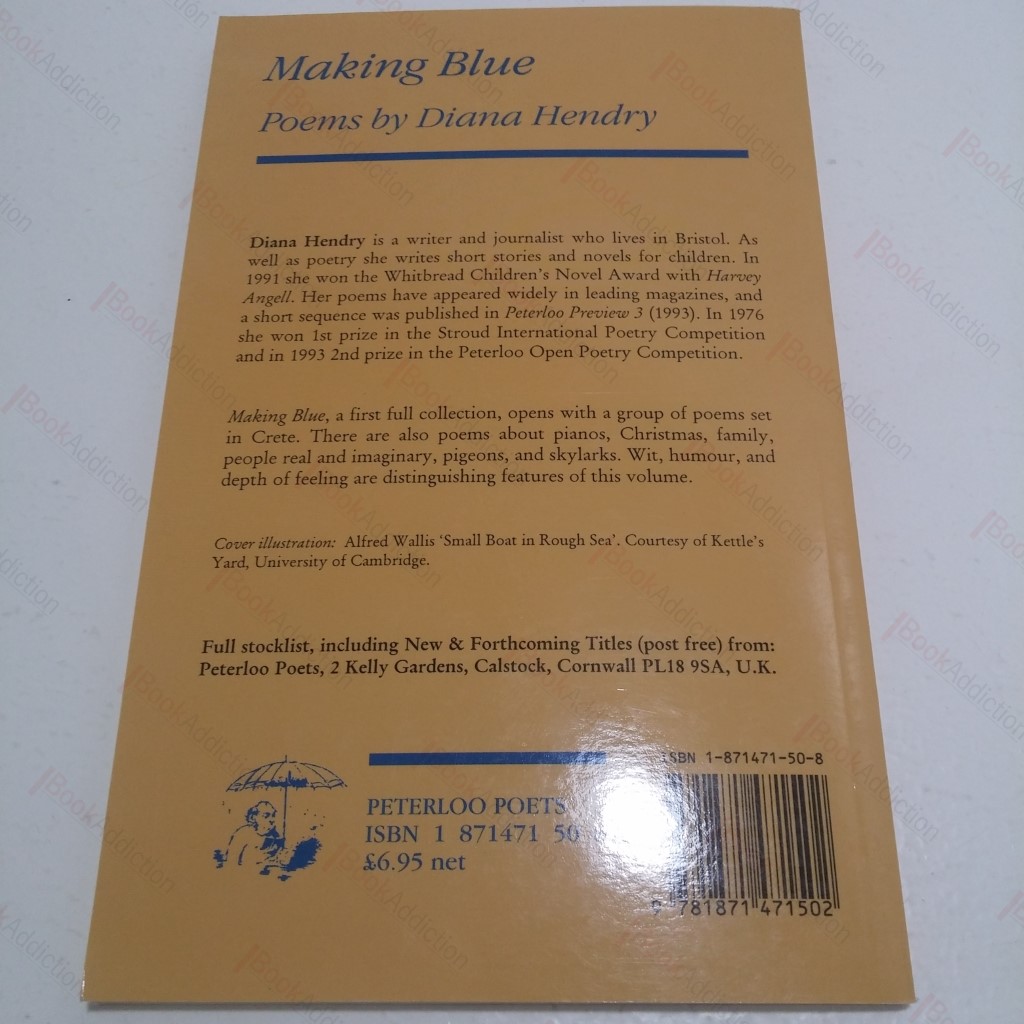 Making Blue
Poems by Diana Hendry
Diana Hendry is a writer and journalist who lives in Bristol. As
well as poetry she writes short stories and novels for children. In
1991 she won the Whitbread Children's Novel Award with Harvey
Angell. Her poems have appeared widely in leading magazines, and
a short sequence was published in Peterloo Preview 3 (1993). In 1976
she won 1st prize in the Stroud International Poetry Competition
and in 1993 2nd prize in the Peterloo Open Poetry Competition.
Making Blue, a first full collection, opens with a group of poems set
in Crete. There are also poems about pianos, Christmas, family,
people real and imaginary, pigeons, and skylarks. Wit, humour, and
depth of feeling are distinguishing features of this volume.
Cover illustration: Alfred Wallis 'Small Boat in Rough Sea'. Courtesy of Kettle's
Yard, University of Cambridge.
Full stocklist, including New & Forthcoming Titles (post free) from:
Peterloo Poets, 2 Kelly Gardens, Calstock, Cornwall PL18 9SA, U.K.
ISBN 1-871471-50-8
PETERLOO POETS
ISBN 1 871471 50
£6.95 net
9 781871 471502
BookAddiction